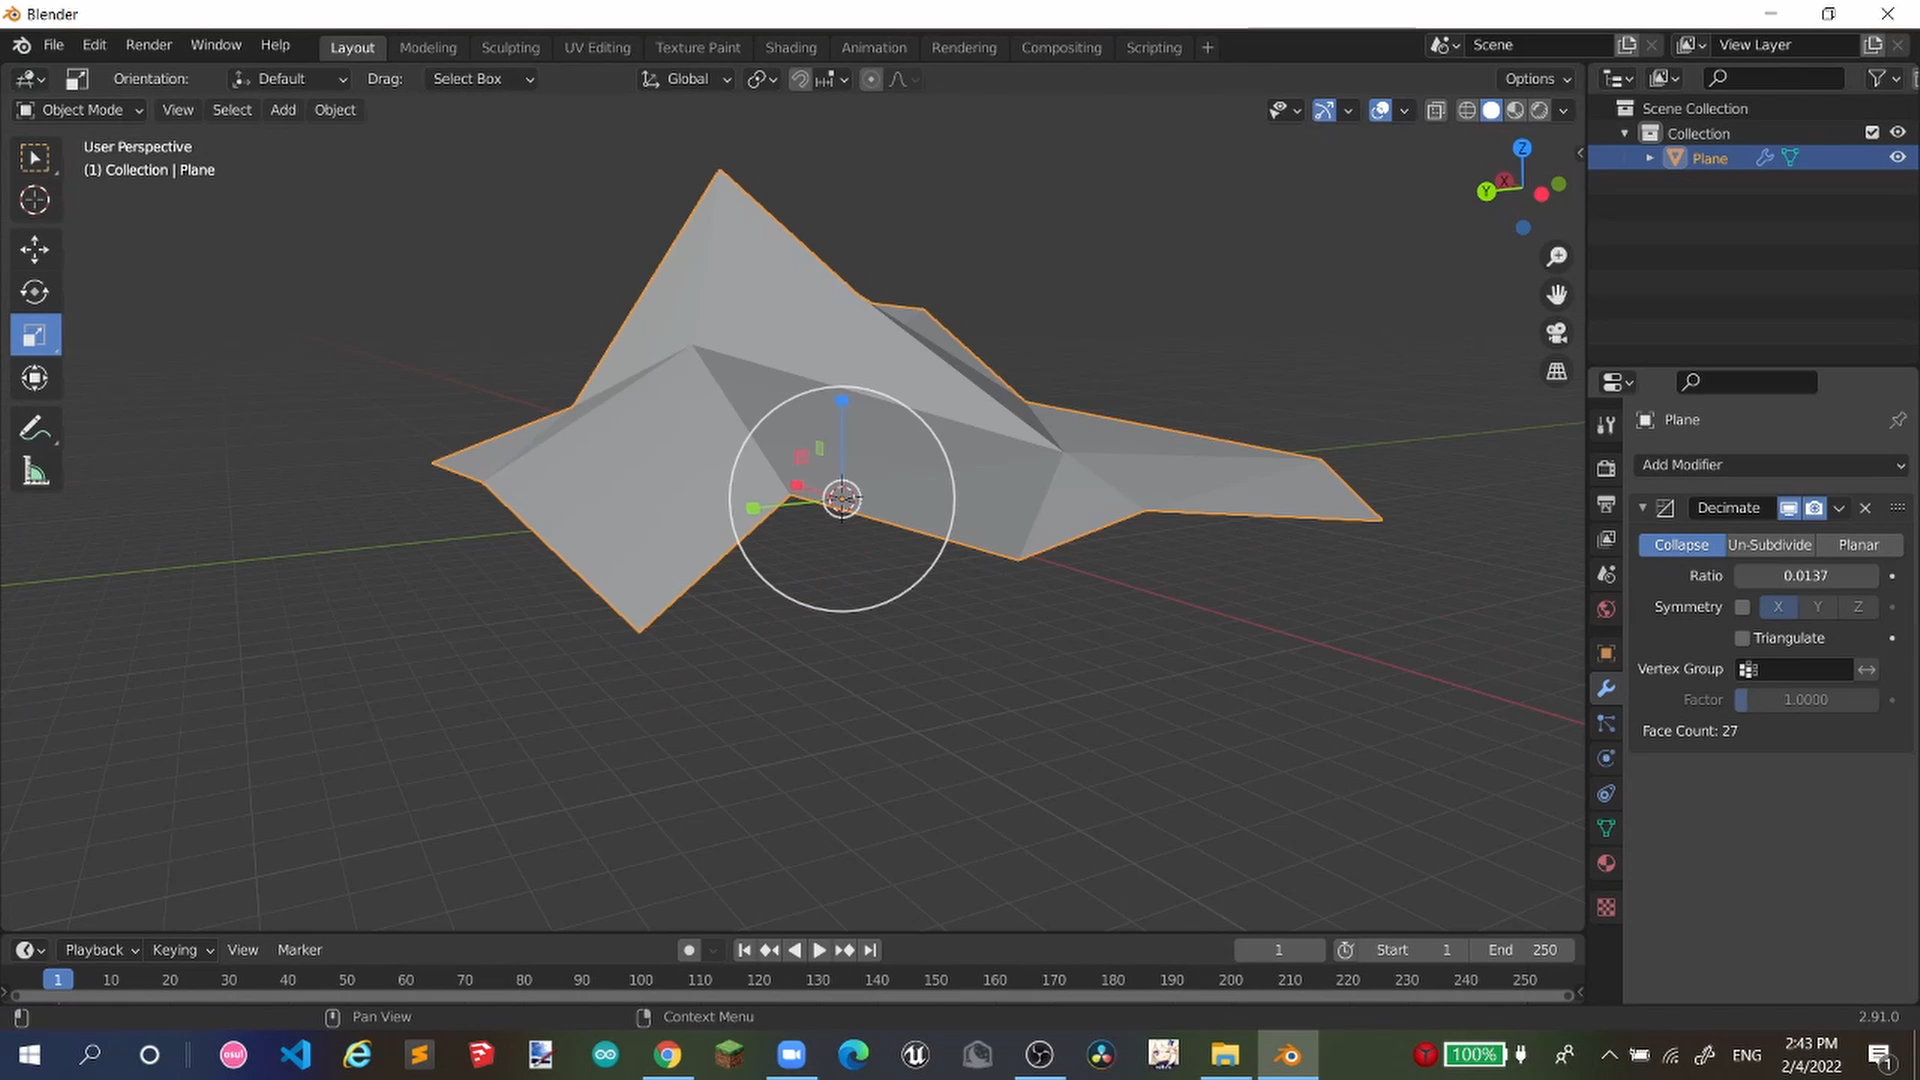 Blender
File Edit Render Window Help Layout Modeling Sculpting UV Editing Texture Paint Shading Animation Rendering Compositing Scripting + Scene View Layer
Orientation: Default Drag: Select Box Global Options
Object Mode View Select Add Object
User Perspective
(1) Collection | Plane
Z
X
Y
Scene Collection
Collection
Plane
Plane
Add Modifier
Decimate
Collapse Un-Subdivide Planar
Ratio 0.0137
Symmetry X Y Z
Triangulate
Vertex Group
Factor 1.0000
Face Count: 27
Playback Keying View Marker 1 Start 1 End 250
1 10 20 30 40 50 60 70 80 90 100 110 120 130 140 150 160 170 180 190 200 210 220 230 240 250
Pan View Context Menu 2.91.0
osu! 100% ENG 2:43 PM
2/4/2022
1